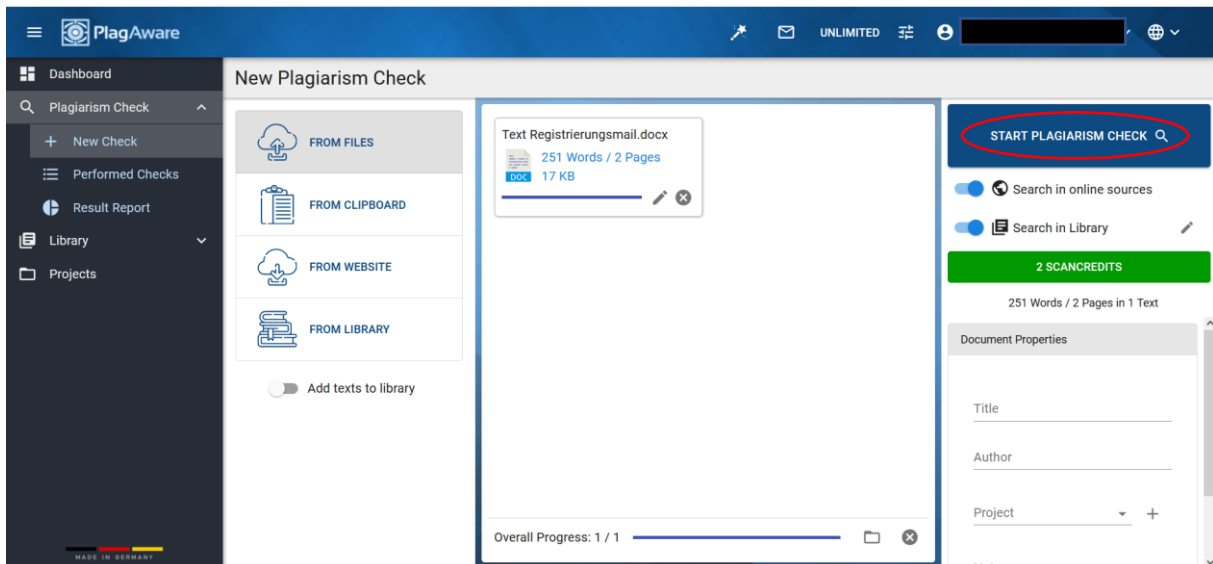 PlagAware
UNLIMITED
Dashboard
Plagiarism Check
New Check
Performed Checks
Result Report
Library
Projects
MADE IN GERMANY
New Plagiarism Check
FROM FILES
FROM CLIPBOARD
FROM WEBSITE
FROM LIBRARY
Add texts to library
Text Registrierungsmail.docx
251 Words / 2 Pages
DOC 17 KB
Overall Progress: 1 / 1
START PLAGIARISM CHECK
Search in online sources
Search in Library
2 SCANCREDITS
251 Words / 2 Pages in 1 Text
Document Properties
Title
Author
Project